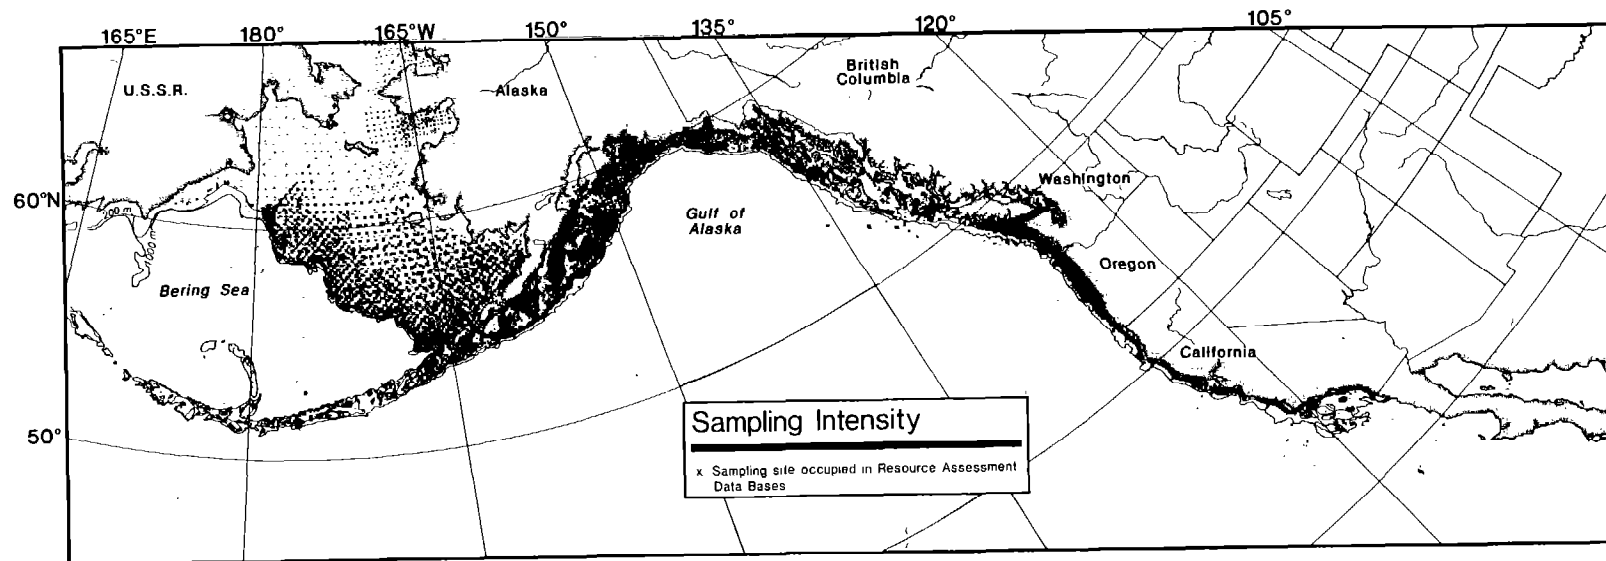 165°E 180° 165°W 150° 135° 120° 105°
U.S.S.R.
Alaska
British
Columbia
60°N
200 m
1000 m
Bering Sea
Gulf of
Alaska
Washington
Oregon
California
50°
Sampling Intensity
x Sampling site occupied in Resource Assessment
Data Bases